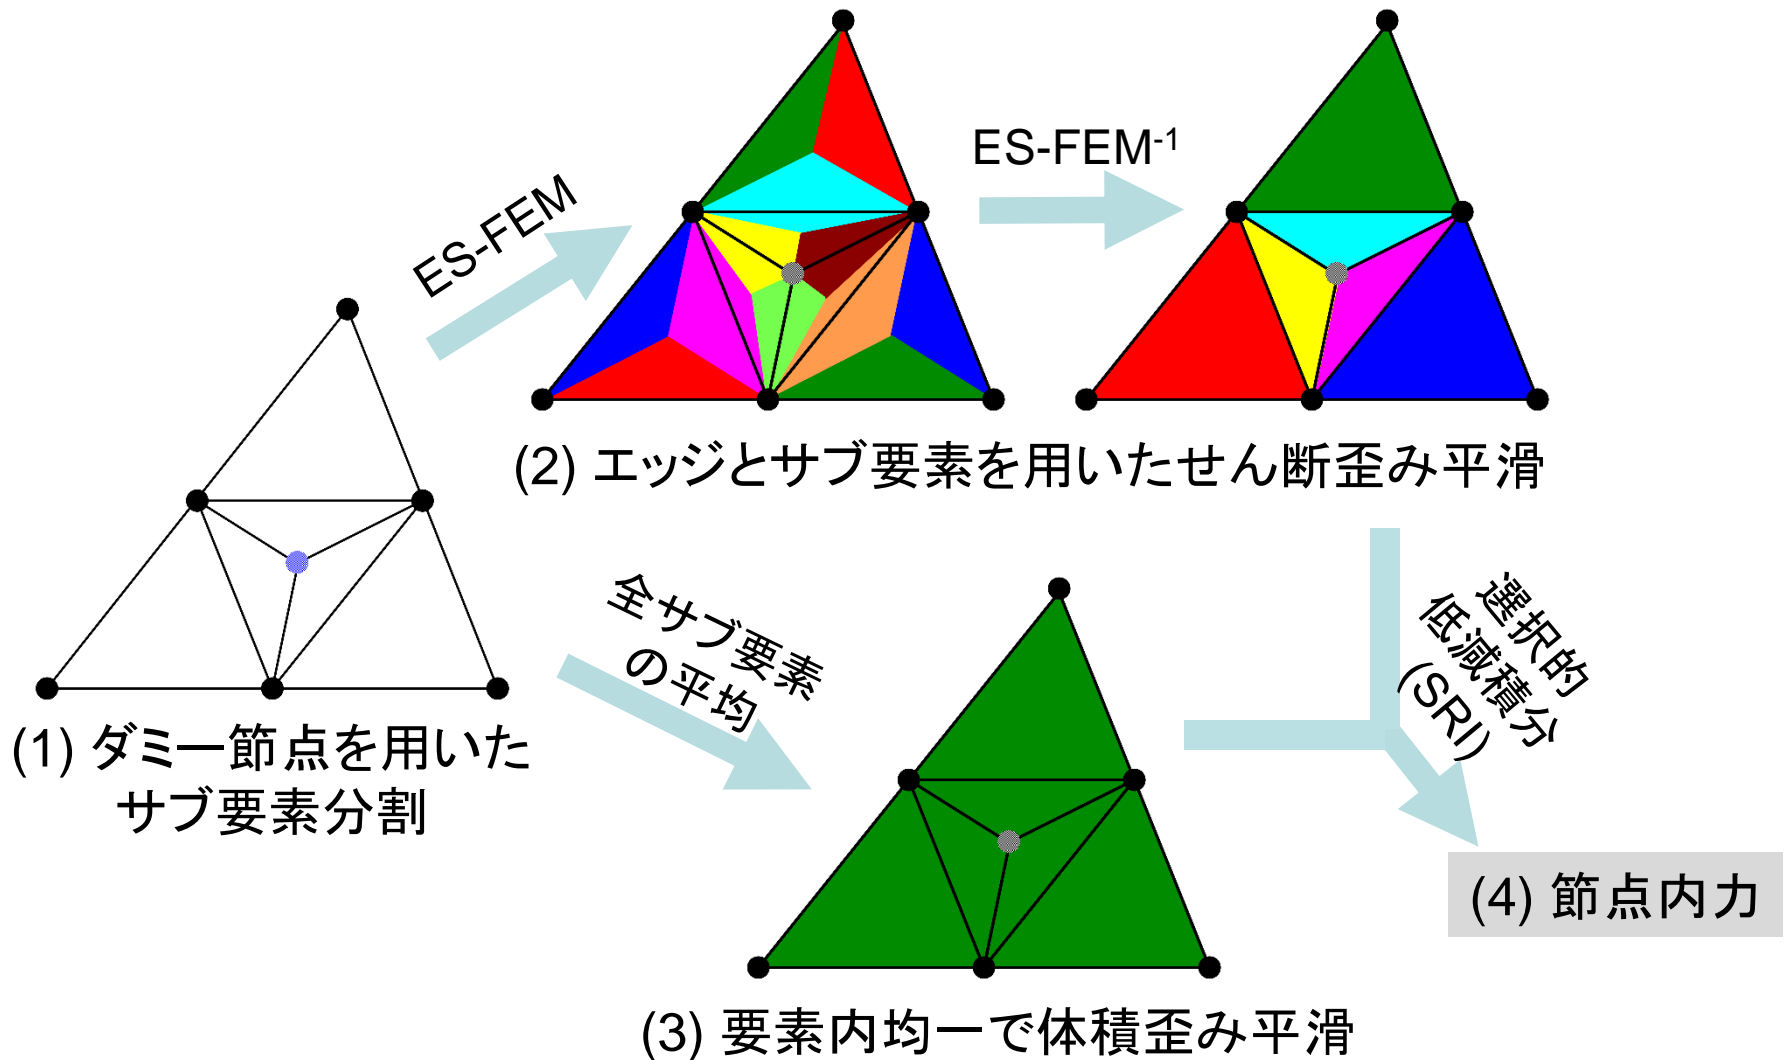 ES-FEM
ES-FEM-1
(2) エッジとサブ要素を用いたせん断歪み平滑
(1) ダミー節点を用いた
サブ要素分割
全サブ要素
の平均
選択的
低減積分
(SRI)
(4) 節点内力
(3) 要素内均一で体積歪み平滑